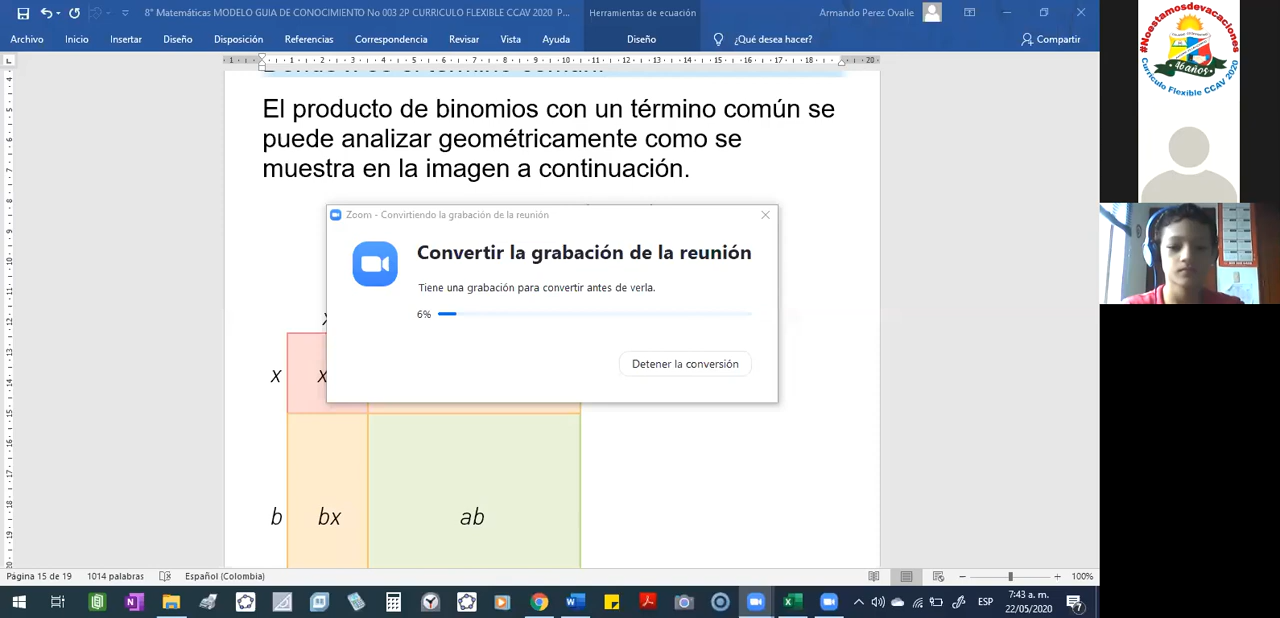 8° Matemáticas MODELO GUIA DE CONOCIMIENTO No 003 2P CURRICULO FLEXIBLE CCAV 2020 P...
Herramientas de ecuación
Armando Perez Ovalle
Archivo Inicio Insertar Diseño Disposición Referencias Correspondencia Revisar Vista Ayuda Diseño ¿Qué desea hacer? Compartir
El producto de binomios con un término común se
puede analizar geométricamente como se
muestra en la imagen a continuación.
Zoom - Convirtiendo la grabación de la reunión
Convertir la grabación de la reunión
Tiene una grabación para convertir antes de verla.
6%
Detener la conversión
x
b bx ab
Página 15 de 19 1014 palabras Español (Colombia) 100%
ESP
7:43 a. m.
22/05/2020
7
#Noestamosdevacaciones
46 años
Currículo Flexible CCAV 2020